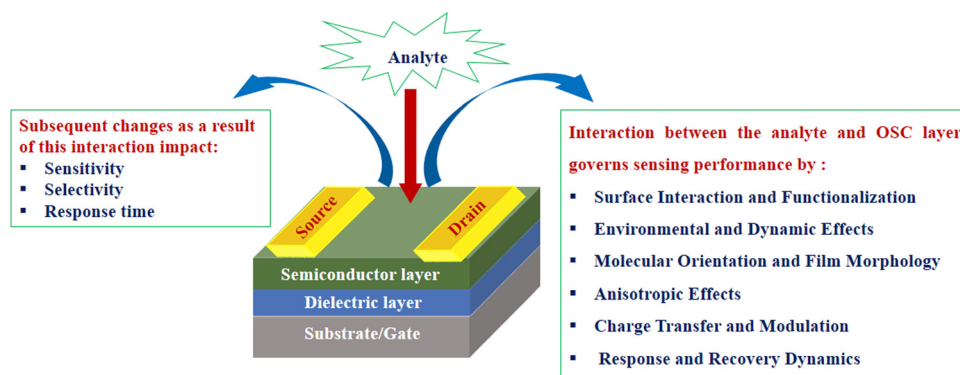 Analyte
Subsequent changes as a result
of this interaction impact:
▪ Sensitivity
▪ Selectivity
▪ Response time
Interaction between the analyte and OSC layer
governs sensing performance by :
▪ Surface Interaction and Functionalization
▪ Environmental and Dynamic Effects
▪ Molecular Orientation and Film Morphology
▪ Anisotropic Effects
▪ Charge Transfer and Modulation
▪ Response and Recovery Dynamics
Source
Drain
Semiconductor layer
Dielectric layer
Substrate/Gate